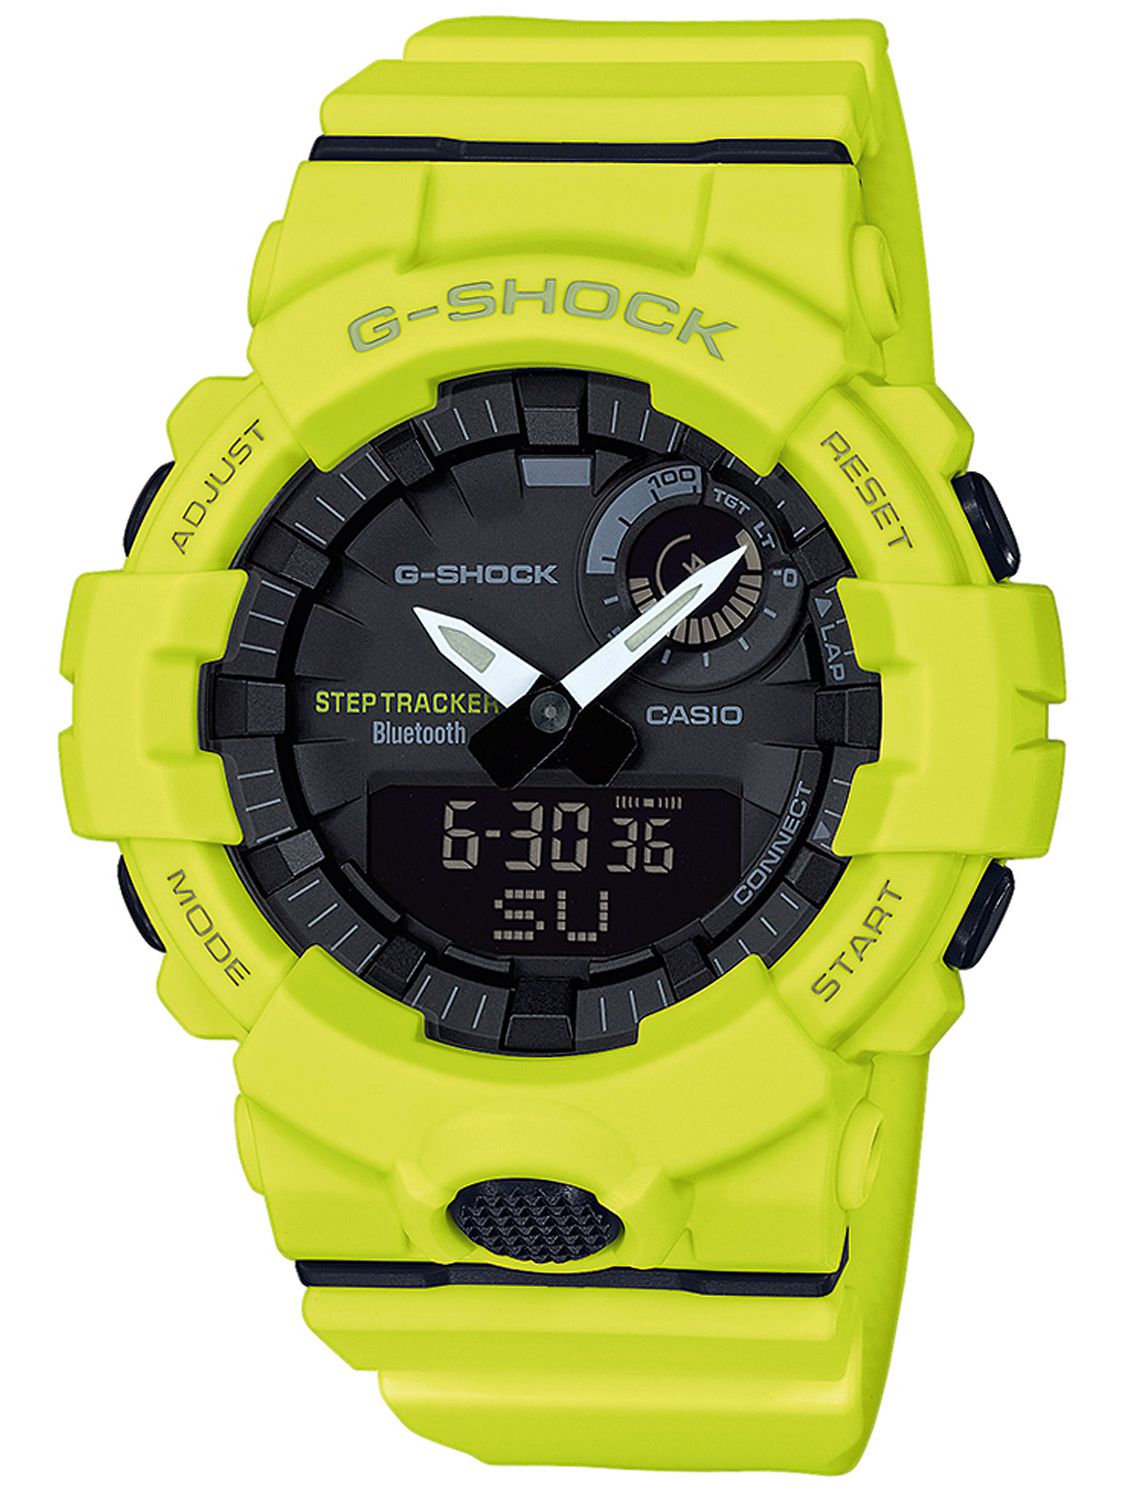 G-SHOCK
ADJUST
RESET
100
TGT
LT
0
G-SHOCK
LAP
STEP TRACKER
Bluetooth
CASIO
6-30 36
SU
CONNECT
MODE
START